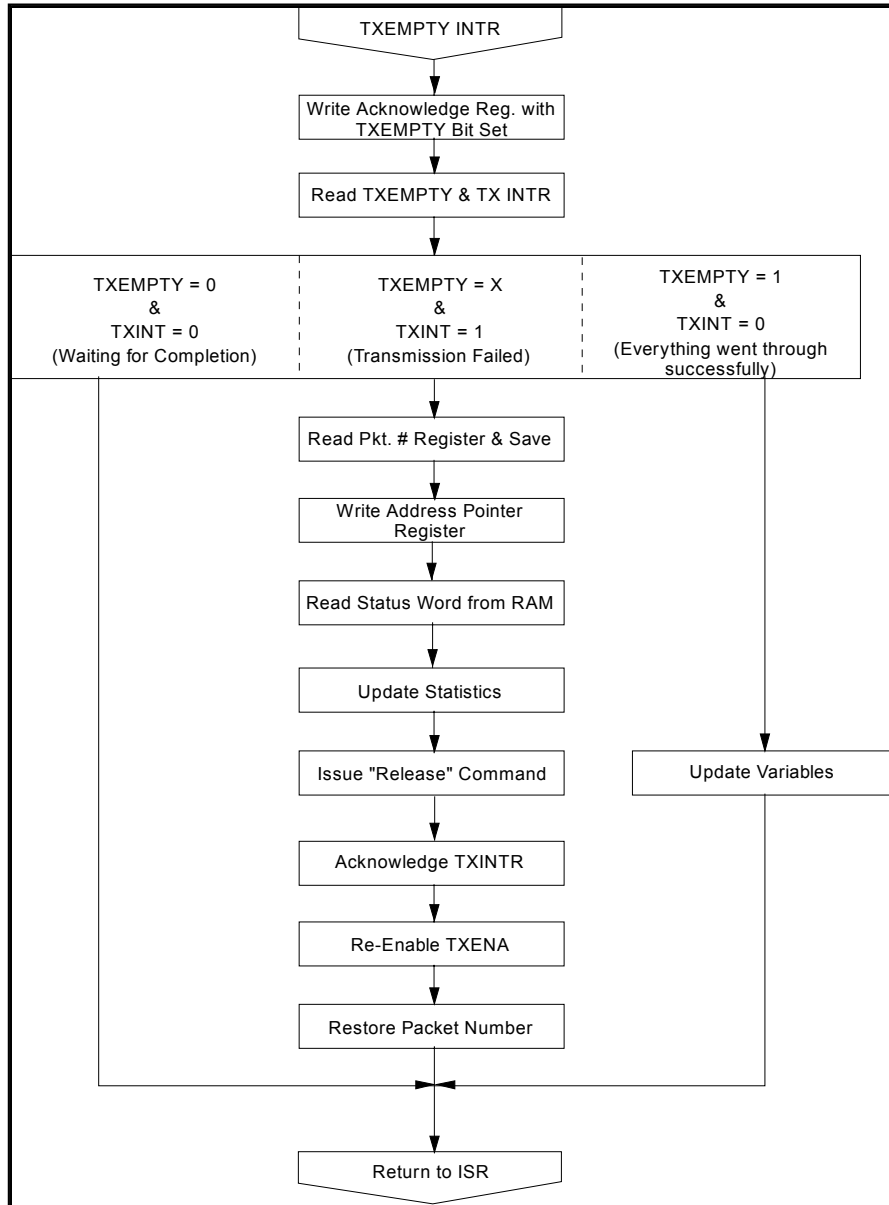 TXEMPTY INTR
Write Acknowledge Reg. with
TXEMPTY Bit Set
Read TXEMPTY & TX INTR
TXEMPTY = 0
&
TXINT = 0
(Waiting for Completion)
TXEMPTY = X
&
TXINT = 1
(Transmission Failed)
TXEMPTY = 1
&
TXINT = 0
(Everything went through
successfully)
Read Pkt. # Register & Save
Write Address Pointer
Register
Read Status Word from RAM
Update Statistics
Issue "Release" Command
Update Variables
Acknowledge TXINTR
Re-Enable TXENA
Restore Packet Number
Return to ISR